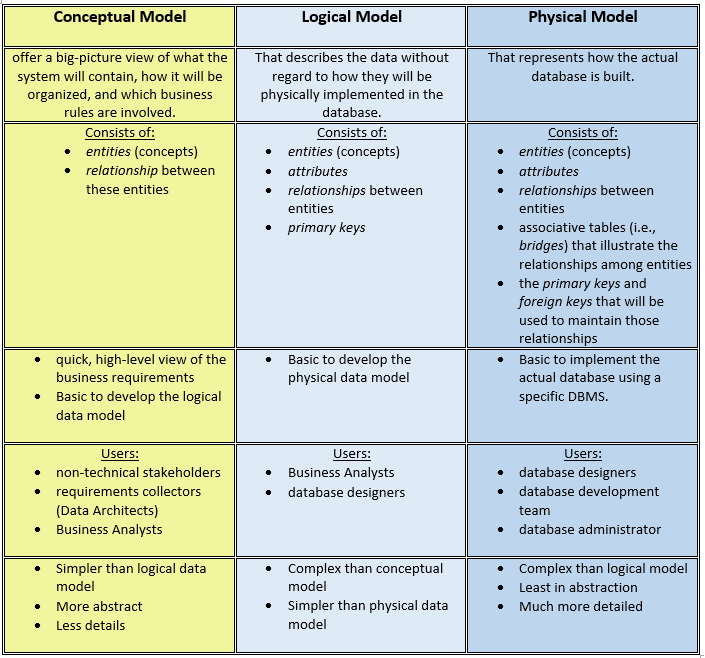 Conceptual Model
Logical Model
Physical Model
offer a big-picture view of what the
system will contain, how it will be
organized, and which business
rules are involved.
That describes the data without
regard to how they will be
physically implemented in the
database.
That represents how the actual
database is built.
Consists of:
• entities (concepts)
• relationship between
these entities
Consists of:
• entities (concepts)
• attributes
• relationships between
entities
• primary keys
Consists of:
• entities (concepts)
• attributes
• relationships between
entities
• associative tables (i.e.,
bridges) that illustrate the
relationships among entities
• the primary keys and
foreign keys that will be
used to maintain those
relationships
• quick, high-level view of the
business requirements
• Basic to develop the logical
data model
• Basic to develop the
physical data model
• Basic to implement the
actual database using a
specific DBMS.
Users:
• non-technical stakeholders
• requirements collectors
(Data Architects)
• Business Analysts
Users:
• Business Analysts
• database designers
Users:
• database designers
• database development
team
• database administrator
• Simpler than logical data
model
• More abstract
• Less details
• Complex than conceptual
model
• Simpler than physical data
model
• Complex than logical model
• Least in abstraction
• Much more detailed